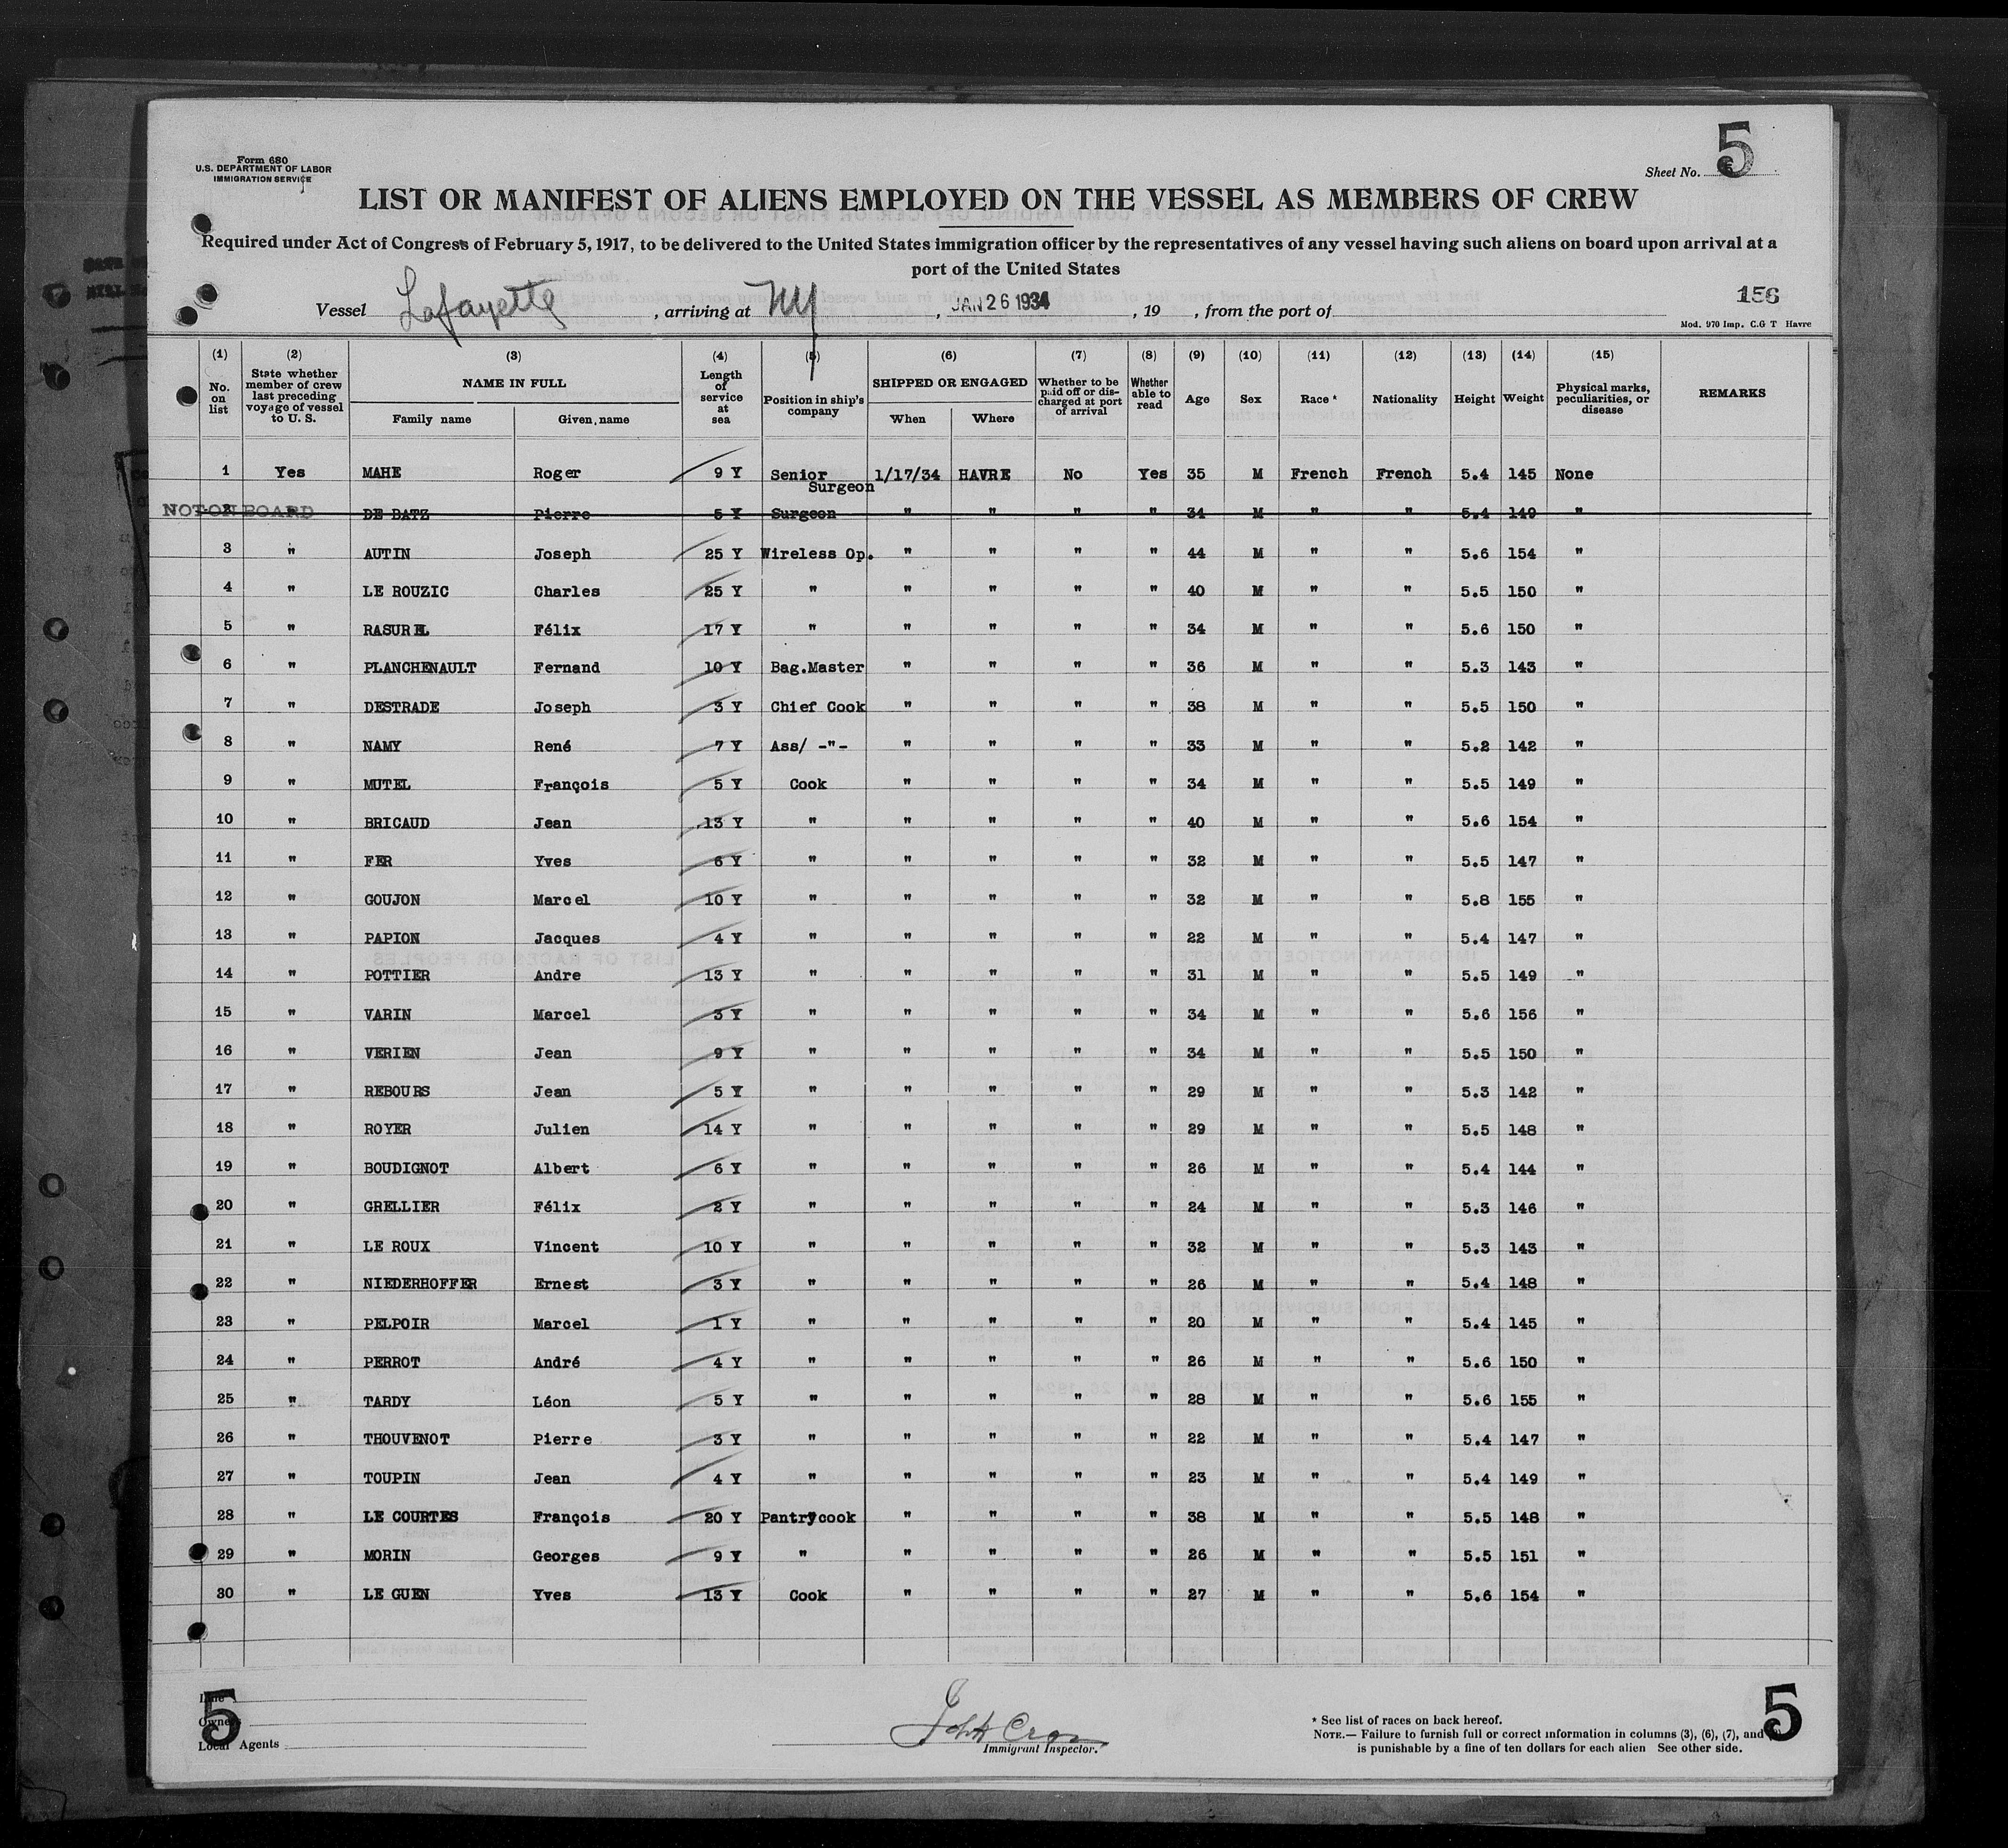 Form 680
U.S. DEPARTMENT OF LABOR
IMMIGRATION SERVICE
Sheet No. 5
LIST OR MANIFEST OF ALIENS EMPLOYED ON THE VESSEL AS MEMBERS OF CREW
Required under Act of Congress of February 5, 1917, to be delivered to the United States immigration officer by the representatives of any vessel having such aliens on board upon arrival at a
port of the United States
Vessel Lafayette, arriving at NY, JAN 26 1934, 19 , from the port of
156
Mod. 970 Imp. C.G T Havre
(1) (2) (3) (4) (5) (6) (7) (8) (9) (10) (11) (12) (13) (14) (15)
No. on list State whether member of crew last preceding voyage of vessel to U. S. NAME IN FULL Family name Given name Length of service at sea Position in ship's company SHIPPED OR ENGAGED When Where Whether to be paid off or discharged at port of arrival Whether able to read Age Sex Race * Nationality Height Weight Physical marks, peculiarities, or disease REMARKS
1 Yes MAHE Roger 9 Y Senior Surgeon 1/17/34 HAVRE No Yes 35 M French French 5.4 145 None
NOT ON BOARD
2 " DE BATZ Pierre 5 Y Surgeon " " " " 34 M " " 5.4 149 "
3 " AUTIN Joseph 25 Y Wireless Op. " " " " 44 M " " 5.6 154 "
4 " LE ROUZIC Charles 25 Y " " " " " 40 M " " 5.5 150 "
5 " RASUREL Félix 17 Y " " " " " 34 M " " 5.6 150 "
6 " PLANCHENAULT Fernand 10 Y Bag.Master " " " " 36 M " " 5.3 143 "
7 " DESTRADE Joseph 3 Y Chief Cook " " " " 38 M " " 5.5 150 "
8 " NAMY René 7 Y Ass/ -"- " " " " 33 M " " 5.2 142 "
9 " MUTEL François 5 Y Cook " " " " 34 M " " 5.5 149 "
10 " BRICAUD Jean 13 Y " " " " " 40 M " " 5.6 154 "
11 " FER Yves 6 Y " " " " " 32 M " " 5.5 147 "
12 " GOUJON Marcel 10 Y " " " " " 32 M " " 5.8 155 "
13 " PAPION Jacques 4 Y " " " " " 22 M " " 5.4 147 "
14 " POTTIER Andre 13 Y " " " " " 31 M " " 5.5 149 "
15 " VARIN Marcel 3 Y " " " " " 34 M " " 5.6 156 "
16 " VERIEN Jean 9 Y " " " " " 34 M " " 5.5 150 "
17 " REBOURS Jean 5 Y " " " " " 29 M " " 5.3 142 "
18 " ROYER Julien 14 Y " " " " " 29 M " " 5.5 148 "
19 " BOUDIGNOT Albert 6 Y " " " " " 26 M " " 5.4 144 "
20 " GRELLIER Félix 2 Y " " " " " 24 M " " 5.3 146 "
21 " LE ROUX Vincent 10 Y " " " " " 32 M " " 5.3 143 "
22 " NIEDERHOFFER Ernest 3 Y " " " " " 26 M " " 5.4 148 "
23 " PELPOIR Marcel 1 Y " " " " " 20 M " " 5.4 145 "
24 " PERROT André 4 Y " " " " " 26 M " " 5.6 150 "
25 " TARDY Léon 5 Y " " " " " 28 M " " 5.6 155 "
26 " THOUVENOT Pierre 3 Y " " " " " 22 M " " 5.4 147 "
27 " TOUPIN Jean 4 Y " " " " " 23 M " " 5.4 149 "
28 " LE COURTES François 20 Y Pantrycook " " " " 38 M " " 5.5 148 "
29 " MORIN Georges 9 Y " " " " " 26 M " " 5.5 151 "
30 " LE GUEN Yves 13 Y Cook " " " " 27 M " " 5.6 154 "
Line
Owners
Local Agents
5
Immigrant Inspector.
* See list of races on back hereof.
NOTE.— Failure to furnish full or correct information in columns (3), (6), (7), and
is punishable by a fine of ten dollars for each alien See other side.
5